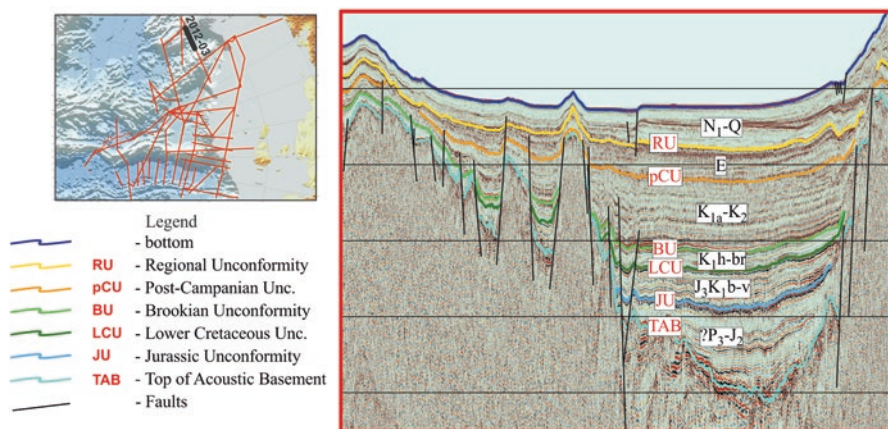 2012-03
Legend
- bottom
RU - Regional Unconformity
pCU - Post-Campanian Unc.
BU - Brookian Unconformity
LCU - Lower Cretaceous Unc.
JU - Jurassic Unconformity
TAB - Top of Acoustic Basement
- Faults
N₁-Q
RU
E
pCU
K₁a-K₂
BU
K₁h-br
LCU
J₃K₁b-v
JU
TAB
?P₃-J₂